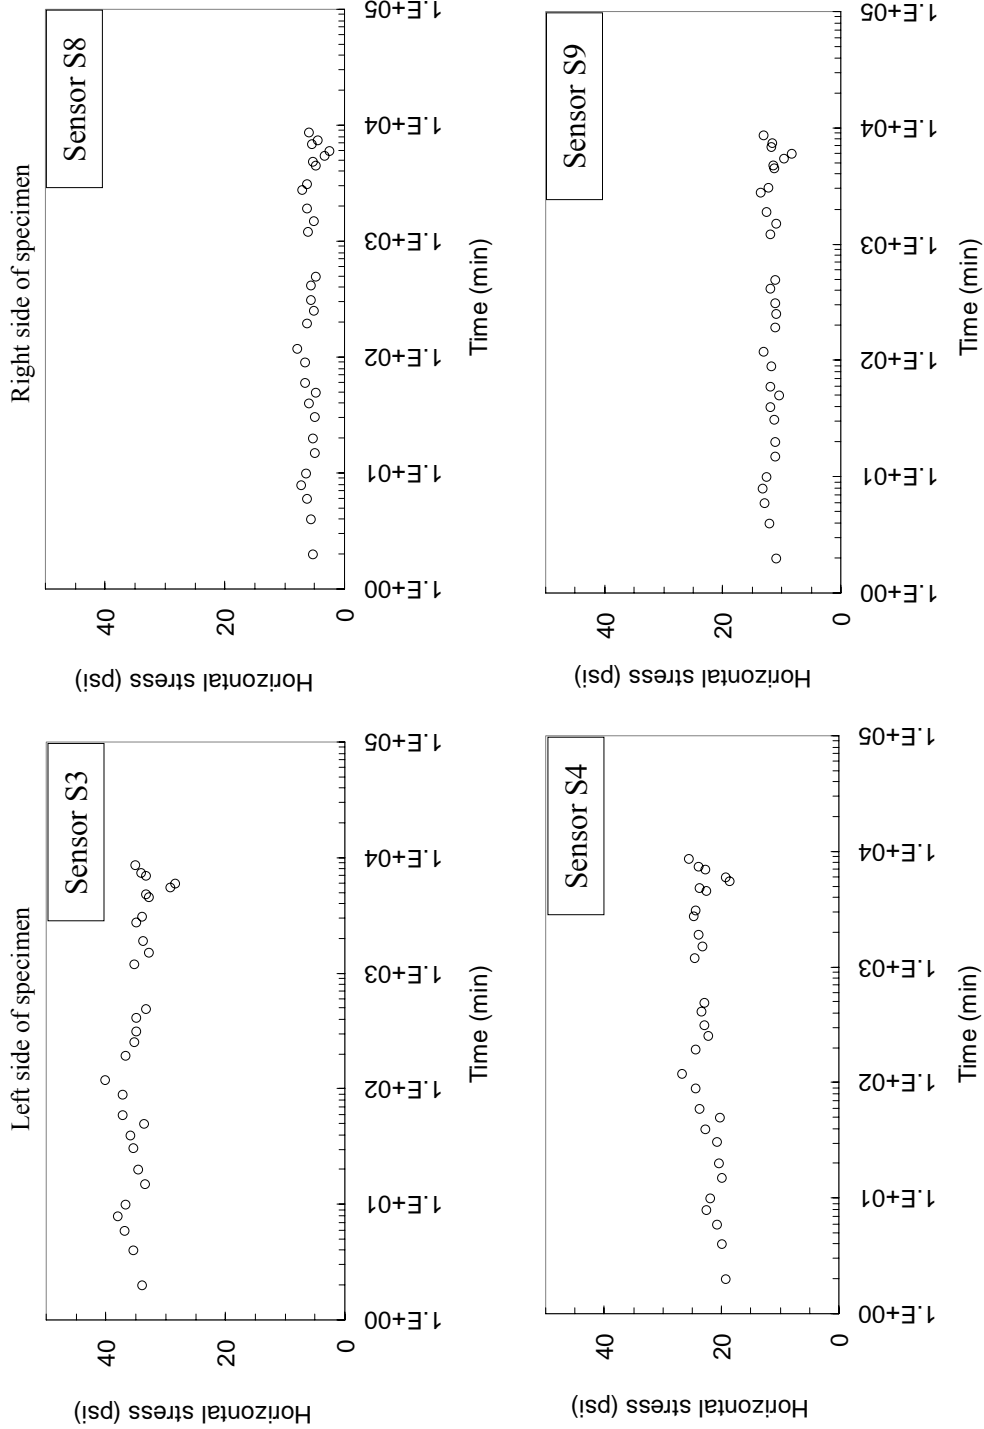 Left side of specimen
Right side of specimen
Horizontal stress (psi)
40
20
0
Sensor S3
1.E+00
1.E+01
1.E+02
1.E+03
1.E+04
1.E+05
Time (min)
Horizontal stress (psi)
40
20
0
Sensor S8
1.E+00
1.E+01
1.E+02
1.E+03
1.E+04
1.E+05
Time (min)
Horizontal stress (psi)
40
20
0
Sensor S4
1.E+00
1.E+01
1.E+02
1.E+03
1.E+04
1.E+05
Time (min)
Horizontal stress (psi)
40
20
0
Sensor S9
1.E+00
1.E+01
1.E+02
1.E+03
1.E+04
1.E+05
Time (min)